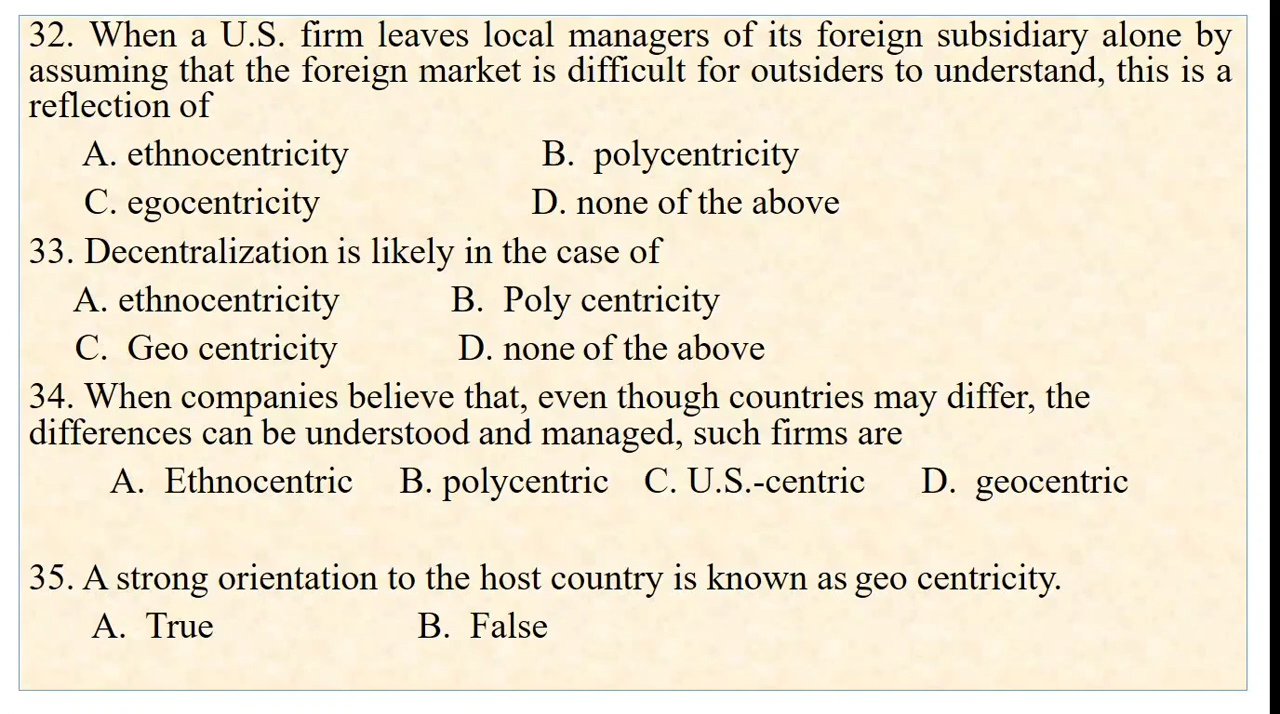 32. When a U.S. firm leaves local managers of its foreign subsidiary alone by
assuming that the foreign market is difficult for outsiders to understand, this is a
reflection of
A. ethnocentricity B. polycentricity
C. egocentricity D. none of the above
33. Decentralization is likely in the case of
A. ethnocentricity B. Poly centricity
C. Geo centricity D. none of the above
34. When companies believe that, even though countries may differ, the
differences can be understood and managed, such firms are
A. Ethnocentric B. polycentric C. U.S.-centric D. geocentric
35. A strong orientation to the host country is known as geo centricity.
A. True B. False